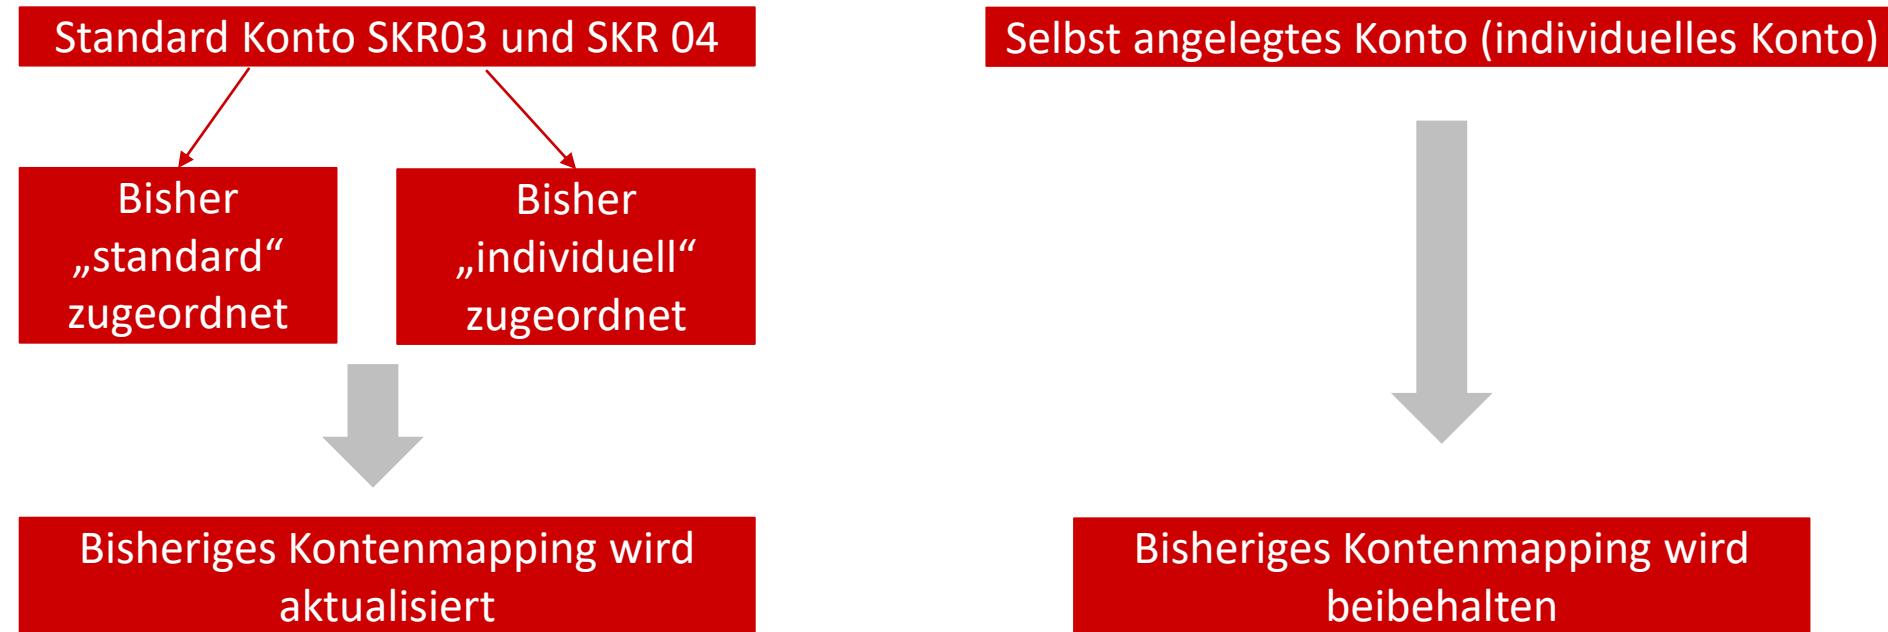 Standard Konto SKR03 und SKR 04
Selbst angelegtes Konto (individuelles Konto)
Bisher
„standard“
zugeordnet
Bisher
„individuell“
zugeordnet
Bisheriges Kontenmapping wird
aktualisiert
Bisheriges Kontenmapping wird
beibehalten